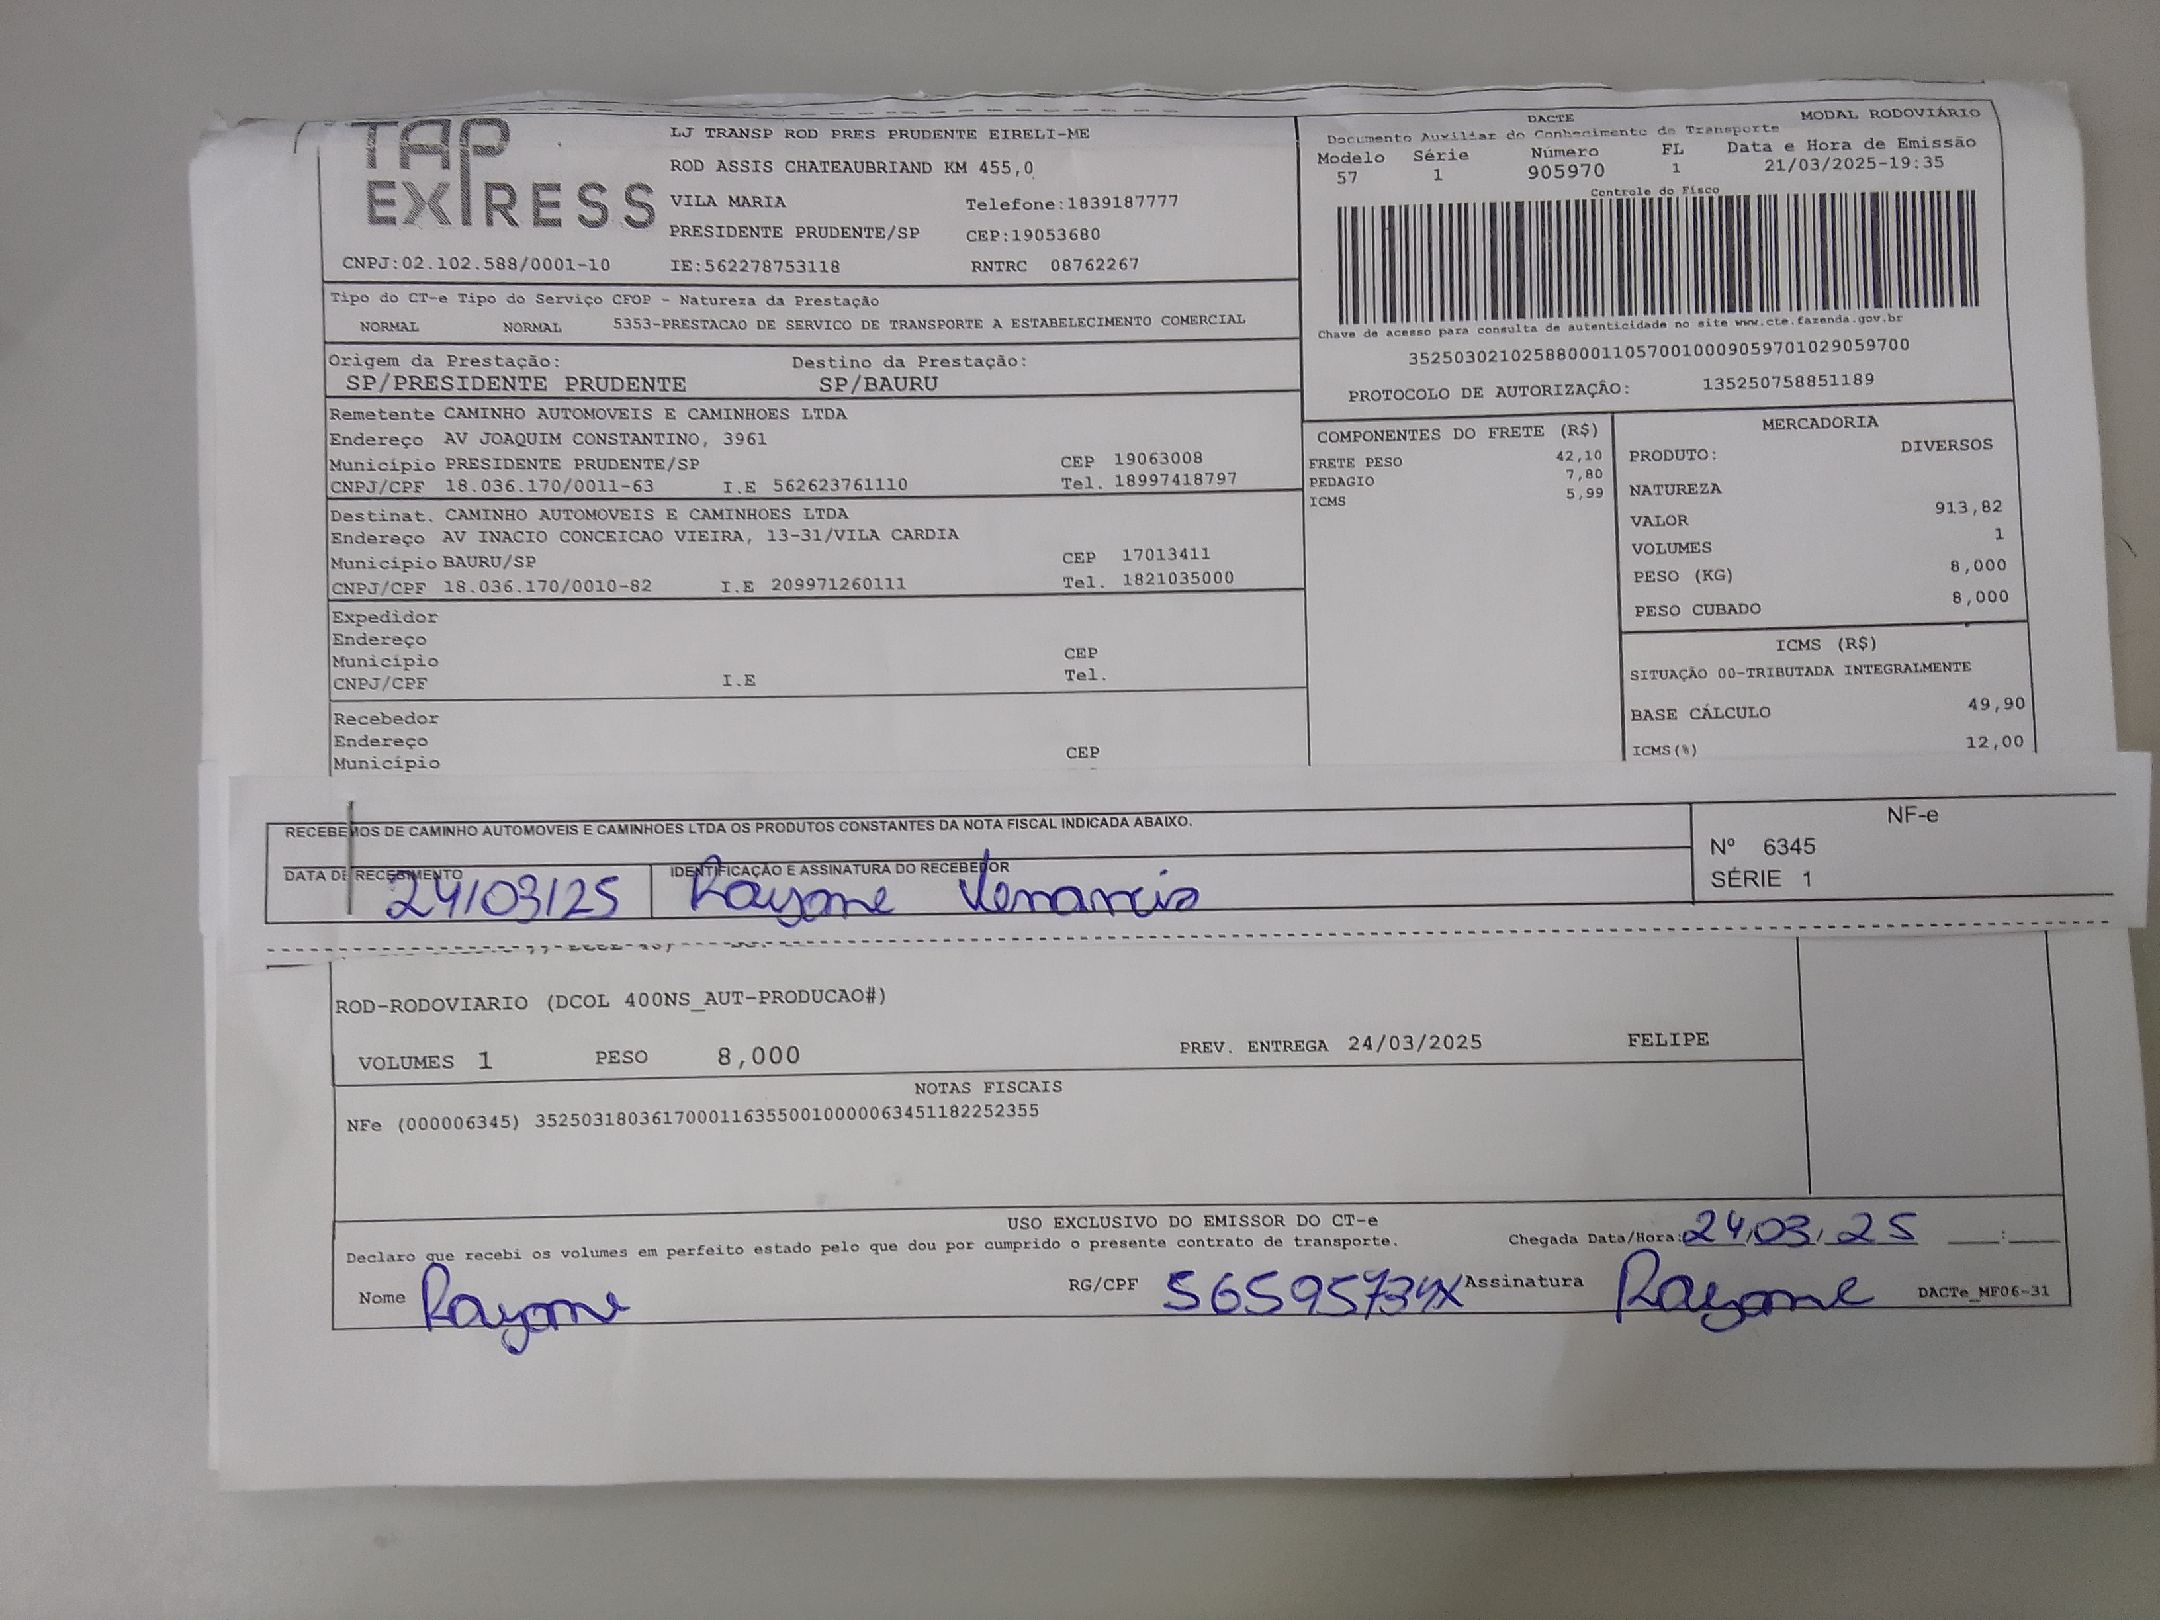 TAP
EXPRESS
LJ TRANSP ROD PRES PRUDENTE EIRELI-ME
ROD ASSIS CHATEAUBRIAND KM 455,0
VILA MARIA Telefone:1839187777
PRESIDENTE PRUDENTE/SP CEP:19053680
CNPJ:02.102.588/0001-10 IE:562278753118 RNTRC 08762267
DACTE MODAL RODOVIÁRIO
Documento Auxiliar do Conhecimento de Transporte
Modelo Série Número FL Data e Hora de Emissão
57 1 905970 1 21/03/2025-19:35
Controle do Fisco
Chave de acesso para consulta de autenticidade no site www.cte.fazenda.gov.br
35250302102588000110570010009059701029059700
PROTOCOLO DE AUTORIZAÇÃO: 135250758851189
Tipo do CT-e Tipo do Serviço CFOP - Natureza da Prestação
NORMAL NORMAL 5353-PRESTACAO DE SERVICO DE TRANSPORTE A ESTABELECIMENTO COMERCIAL
Origem da Prestação: Destino da Prestação:
SP/PRESIDENTE PRUDENTE SP/BAURU
Remetente CAMINHO AUTOMOVEIS E CAMINHOES LTDA
Endereço AV JOAQUIM CONSTANTINO, 3961
Município PRESIDENTE PRUDENTE/SP CEP 19063008
CNPJ/CPF 18.036.170/0011-63 I.E 562623761110 Tel. 18997418797
Destinat. CAMINHO AUTOMOVEIS E CAMINHOES LTDA
Endereço AV INACIO CONCEICAO VIEIRA, 13-31/VILA CARDIA
Município BAURU/SP CEP 17013411
CNPJ/CPF 18.036.170/0010-82 I.E 209971260111 Tel. 1821035000
Expedidor
Endereço
Município CEP
CNPJ/CPF I.E Tel.
Recebedor
Endereço
Município CEP
COMPONENTES DO FRETE (R$)
FRETE PESO 42,10
PEDAGIO 7,80
ICMS 5,99
MERCADORIA
PRODUTO: DIVERSOS
NATUREZA
VALOR 913,82
VOLUMES 1
PESO (KG) 8,000
PESO CUBADO 8,000
ICMS (R$)
SITUAÇÃO 00-TRIBUTADA INTEGRALMENTE
BASE CÁLCULO 49,90
ICMS(%) 12,00
RECEBEMOS DE CAMINHO AUTOMOVEIS E CAMINHOES LTDA OS PRODUTOS CONSTANTES DA NOTA FISCAL INDICADA ABAIXO.
DATA DE RECEBIMENTO IDENTIFICAÇÃO E ASSINATURA DO RECEBEDOR
24/03/25 Rayane Venancio
NF-e
Nº 6345
SÉRIE 1
ROD-RODOVIARIO (DCOL 400NS_AUT-PRODUCAO#)
VOLUMES 1 PESO 8,000 PREV. ENTREGA 24/03/2025 FELIPE
NOTAS FISCAIS
NFe (000006345) 35250318036170001163550010000063451182252355
USO EXCLUSIVO DO EMISSOR DO CT-e
Declaro que recebi os volumes em perfeito estado pelo que dou por cumprido o presente contrato de transporte. Chegada Data/Hora: 24/03/25 ____:____
Nome Rayane RG/CPF Assinatura Rayane DACTe_MF06-31